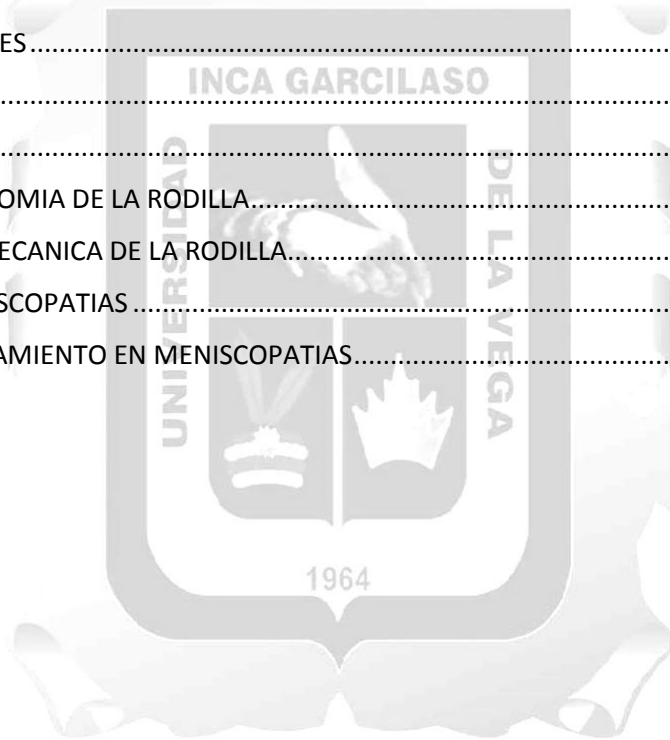 ES..........................................................................
INCA GARCILASO
............................................................................
............................................................................
UNIVERSIDAD
DE LA VEGA
OMIA DE LA RODILLA..........................................................
ECANICA DE LA RODILLA.......................................................
SCOPATIAS...................................................................
AMIENTO EN MENISCOPATIAS....................................................
1964